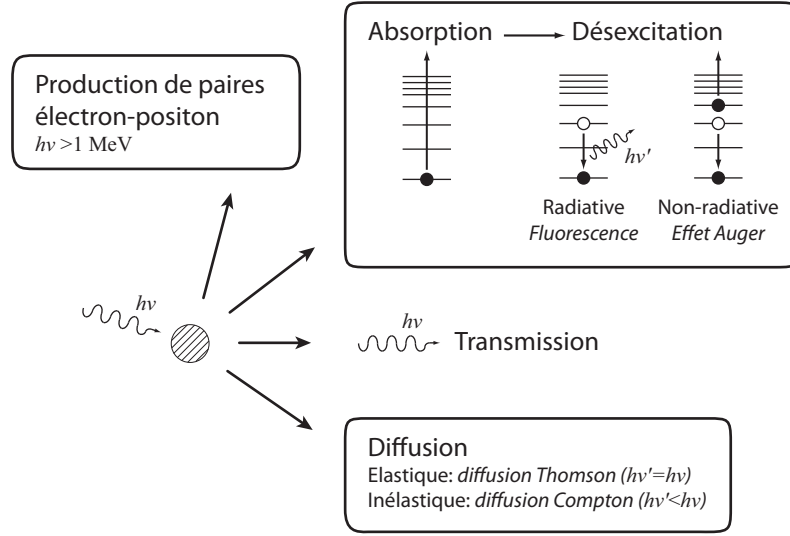 Production de paires
électron-positon
hν >1 MeV
Absorption
Désexcitation
hν'
Radiative
Fluorescence
Non-radiative
Effet Auger
hν
hν
Transmission
Diffusion
Elastique: diffusion Thomson (hν'=hν)
Inélastique: diffusion Compton (hν'<hν)